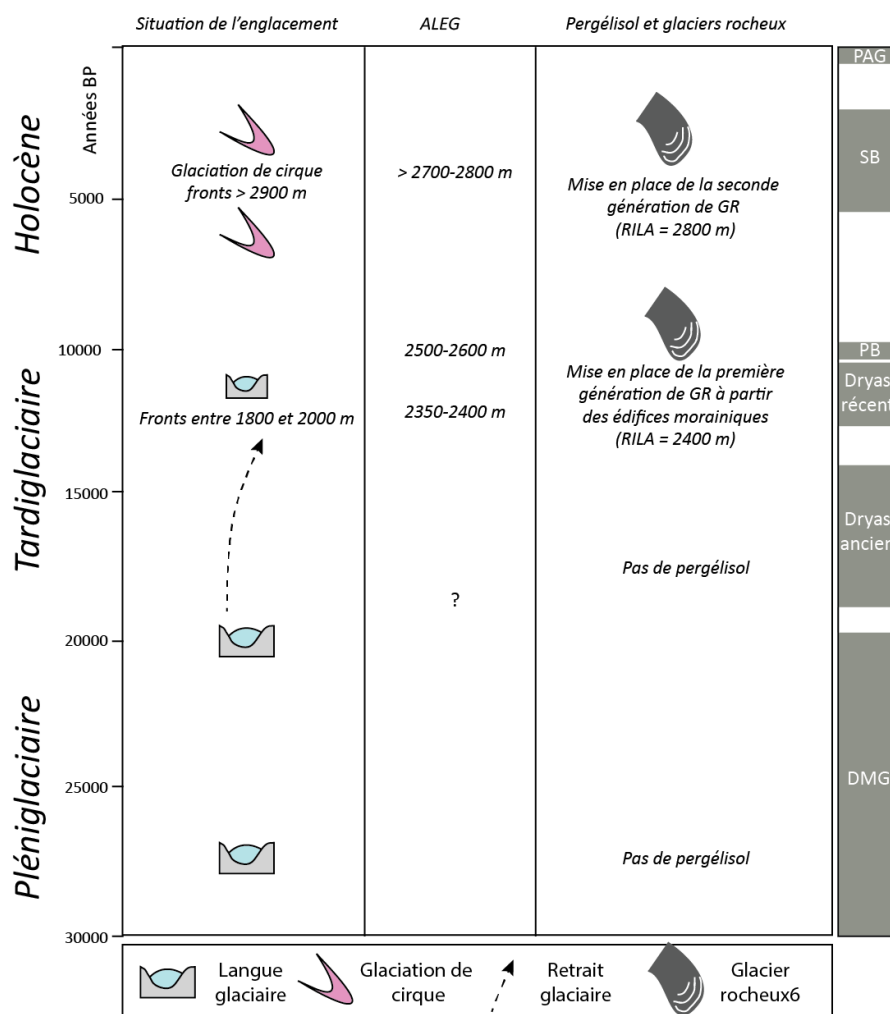 Situation de l’englacement
ALEG
Pergélisol et glaciers rocheux
Années BP
Holocène
Tardiglaciaire
Pléniglaciaire
5000
10000
15000
20000
25000
30000
Glaciation de cirque
fronts > 2900 m
Fronts entre 1800 et 2000 m
> 2700-2800 m
2500-2600 m
2350-2400 m
?
Mise en place de la seconde
génération de GR
(RILA = 2800 m)
Mise en place de la première
génération de GR à partir
des édifices morainiques
(RILA = 2400 m)
Pas de pergélisol
Pas de pergélisol
PAG
SB
PB
Dryas
récent
Dryas
ancien
DMG
Langue
glaciaire
Glaciation de
cirque
Retrait
glaciaire
Glacier
rocheux6